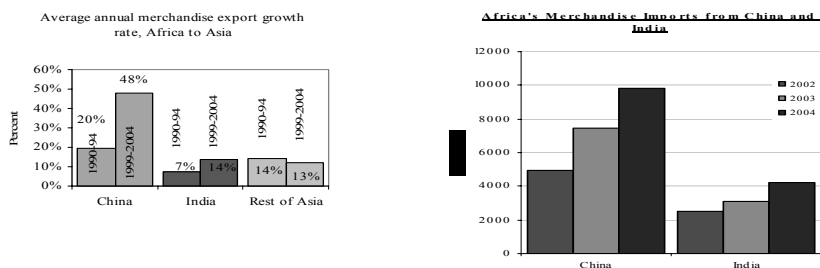 Average annual merchandise export growth
rate, Africa to Asia
60%
50%
40%
30%
20%
10%
0%
Percent
20%
48%
7%
14%
14%
13%
1990-94
1999-2004
1990-94
1999-2004
1990-94
1999-2004
China
India
Rest of Asia
Africa's Merchandise Imports from China and
India
12000
10000
8000
6000
4000
2000
0
2002
2003
2004
China
India